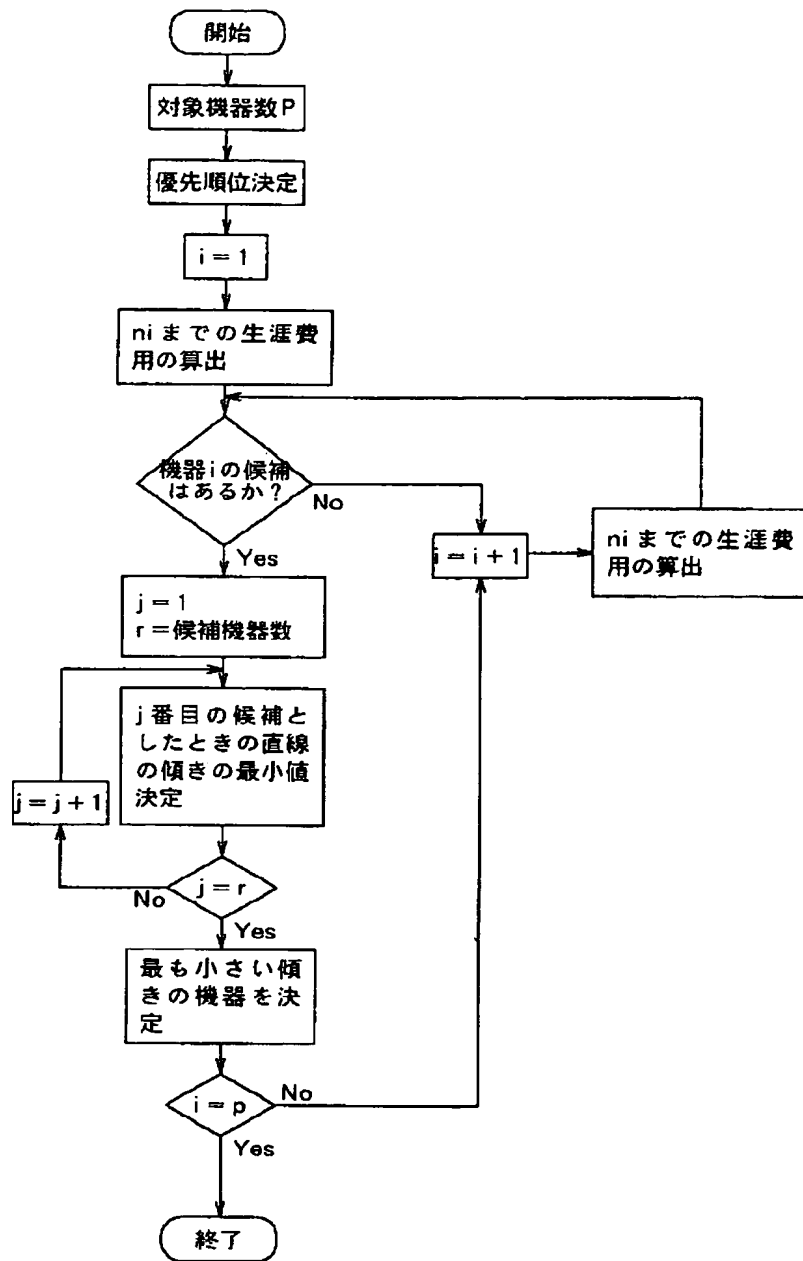 開始
対象機器数P
優先順位決定
i = 1
niまでの生涯費
用の算出
機器iの候補
はあるか?
No
Yes
i = i + 1
niまでの生涯費
用の算出
j = 1
r = 候補機器数
j番目の候補と
したときの直線
の傾きの最小値
決定
j = j + 1
j = r
No
Yes
最も小さい傾
きの機器を決
定
i = p
No
Yes
終了